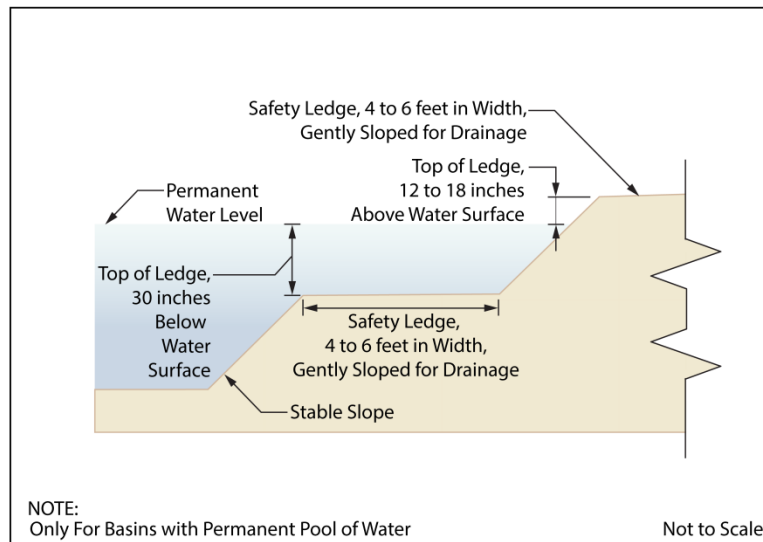 Safety Ledge, 4 to 6 feet in Width,
Gently Sloped for Drainage
Top of Ledge,
12 to 18 inches
Above Water Surface
Permanent
Water Level
Top of Ledge,
30 inches
Below
Water
Surface
Safety Ledge,
4 to 6 feet in Width,
Gently Sloped for Drainage
Stable Slope
NOTE:
Only For Basins with Permanent Pool of Water
Not to Scale